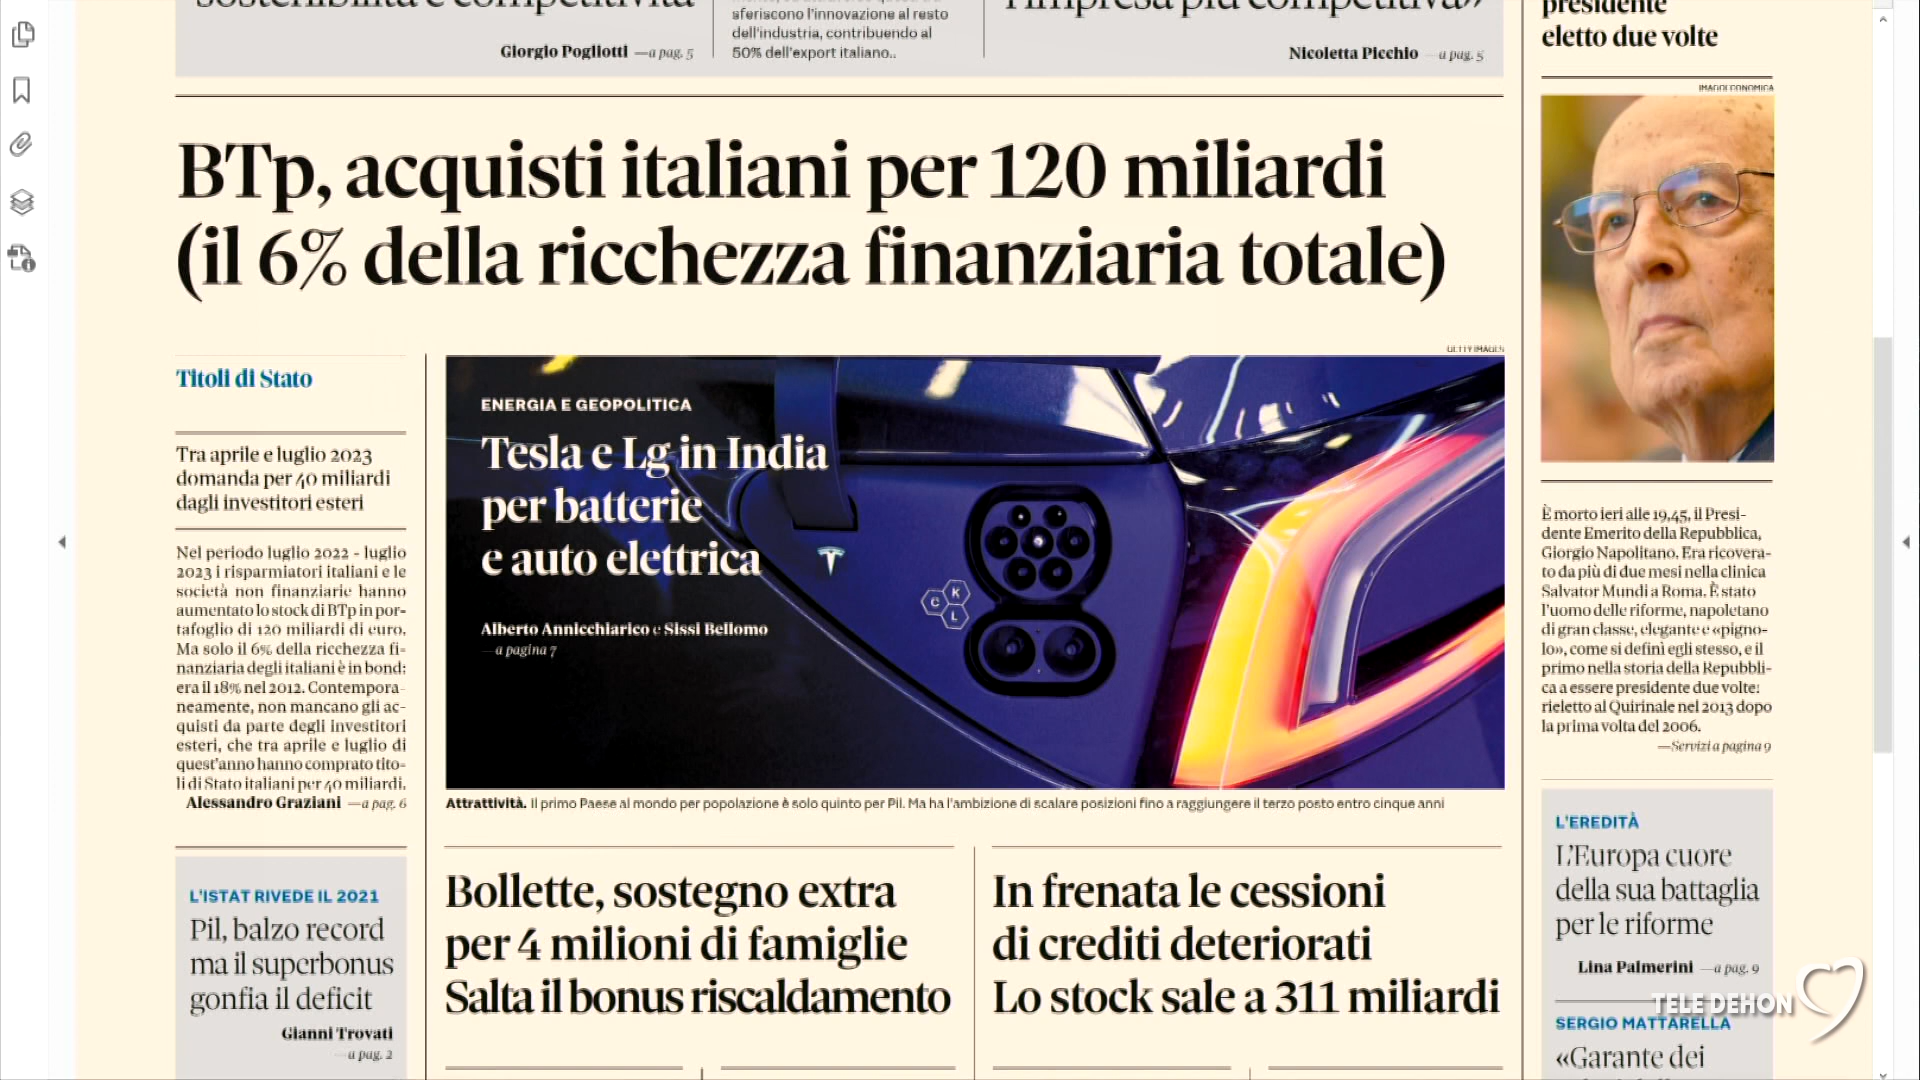 sostenibilità e competitività
Giorgio Pogliotti —a pag. 5
sferiscono l'innovazione al resto
dell'industria, contribuendo al
50% dell'export italiano..
l'impresa più competitiva»
Nicoletta Picchio —a pag. 5
presidente
eletto due volte
IMAGOECONOMICA
BTp, acquisti italiani per 120 miliardi
(il 6% della ricchezza finanziaria totale)
Titoli di Stato
Tra aprile e luglio 2023
domanda per 40 miliardi
dagli investitori esteri
Nel periodo luglio 2022 - luglio
2023 i risparmiatori italiani e le
società non finanziarie hanno
aumentato lo stock di BTp in por-
tafoglio di 120 miliardi di euro.
Ma solo il 6% della ricchezza fi-
nanziaria degli italiani è in bond:
era il 18% nel 2012. Contempora-
neamente, non mancano gli ac-
quisti da parte degli investitori
esteri, che tra aprile e luglio di
quest'anno hanno comprato tito-
li di Stato italiani per 40 miliardi.
Alessandro Graziani —a pag. 6
GETTY IMAGES
ENERGIA E GEOPOLITICA
Tesla e Lg in India
per batterie
e auto elettrica
Alberto Annicchiarico e Sissi Bellomo
—a pagina 7
C K L
Attrattività. Il primo Paese al mondo per popolazione è solo quinto per Pil. Ma ha l'ambizione di scalare posizioni fino a raggiungere il terzo posto entro cinque anni
È morto ieri alle 19,45, il Presi-
dente Emerito della Repubblica,
Giorgio Napolitano. Era ricovera-
to da più di due mesi nella clinica
Salvator Mundi a Roma. È stato
l'uomo delle riforme, napoletano
di gran classe, elegante e «pigno-
lo», come si definì egli stesso, e il
primo nella storia della Repubbli-
ca a essere presidente due volte:
rieletto al Quirinale nel 2013 dopo
la prima volta del 2006.
—Servizi a pagina 9
L'ISTAT RIVEDE IL 2021
Pil, balzo record
ma il superbonus
gonfia il deficit
Gianni Trovati
—a pag. 2
Bollette, sostegno extra
per 4 milioni di famiglie
Salta il bonus riscaldamento
In frenata le cessioni
di crediti deteriorati
Lo stock sale a 311 miliardi
L'EREDITÀ
L'Europa cuore
della sua battaglia
per le riforme
Lina Palmerini —a pag. 9
TELE DEHON
SERGIO MATTARELLA
«Garante dei